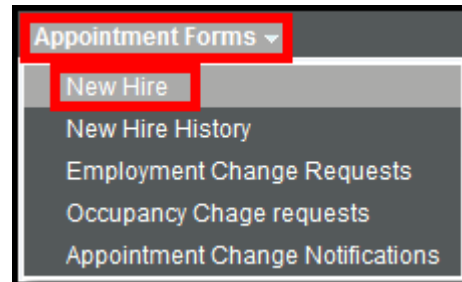 Appointment Forms
New Hire
New Hire History
Employment Change Requests
Occupancy Chage requests
Appointment Change Notifications